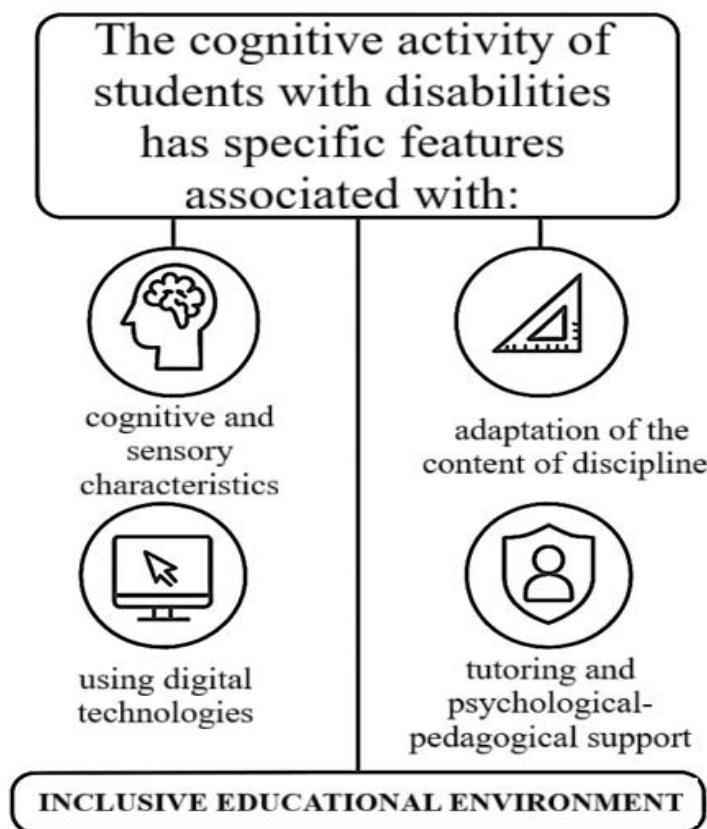 The cognitive activity of
students with disabilities
has specific features
associated with:
cognitive and
sensory
characteristics
adaptation of the
content of discipline
using digital
technologies
tutoring and
psychological-
pedagogical support
INCLUSIVE EDUCATIONAL ENVIRONMENT